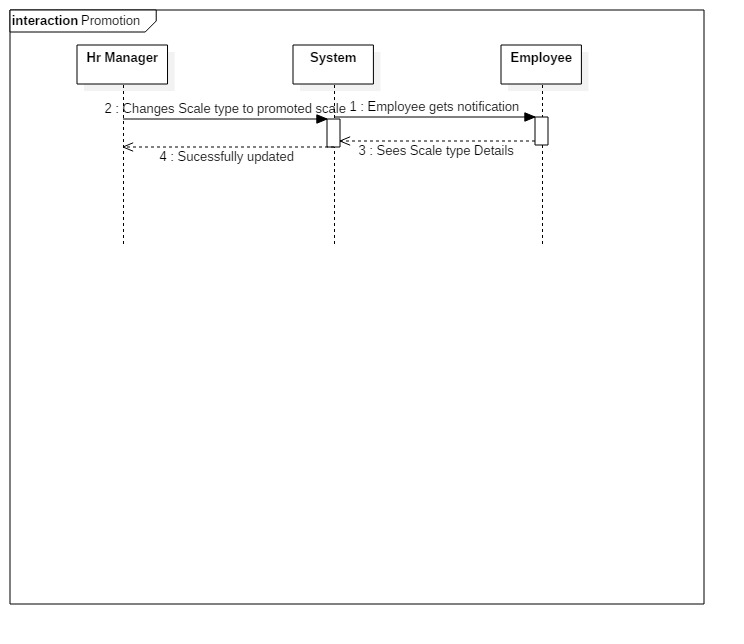 interaction Promotion
Hr Manager
System
Employee
2 : Changes Scale type to promoted scale
1 : Employee gets notification
3 : Sees Scale type Details
4 : Sucessfully updated